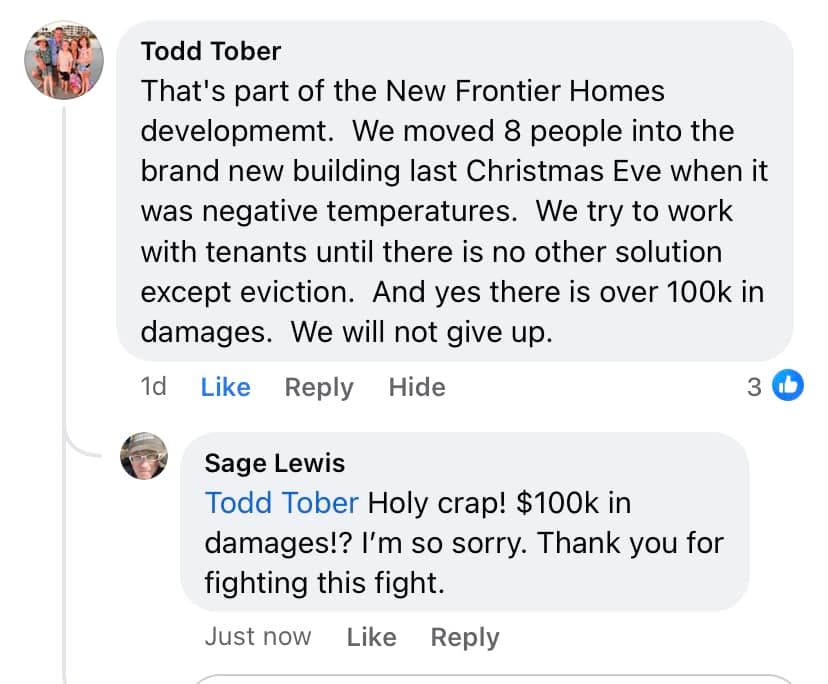 Todd Tober
That's part of the New Frontier Homes
developmemt.  We moved 8 people into the
brand new building last Christmas Eve when it
was negative temperatures.  We try to work
with tenants until there is no other solution
except eviction.  And yes there is over 100k in
damages.  We will not give up.
1d Like Reply Hide 3
Sage Lewis
Todd Tober Holy crap! $100k in
damages!? I’m so sorry. Thank you for
fighting this fight.
Just now Like Reply